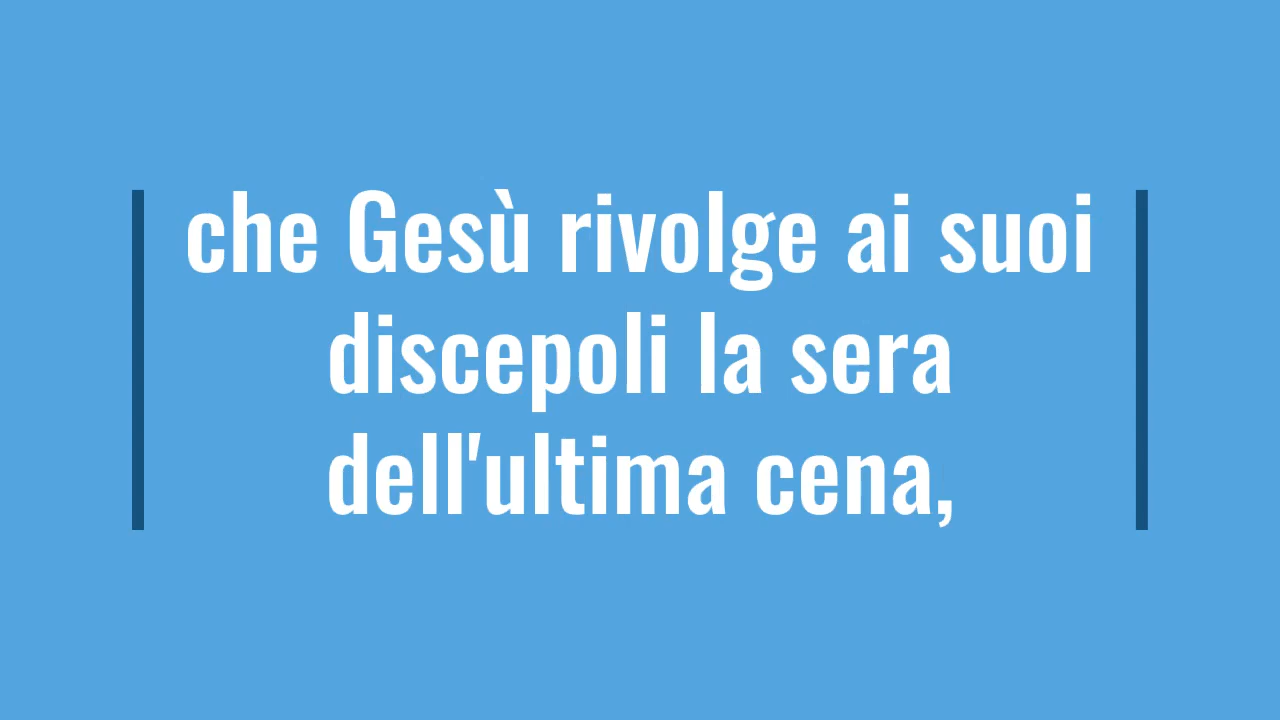 che Gesù rivolge ai suoi
discepoli la sera
dell'ultima cena,